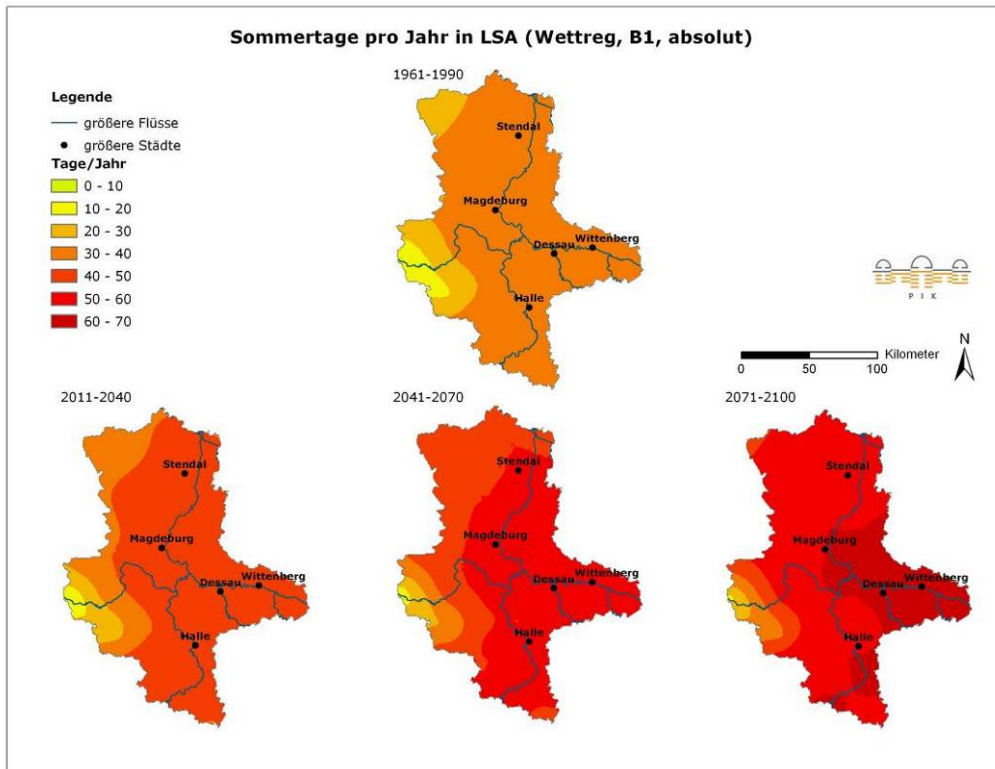 Sommertage pro Jahr in LSA (Wettreg, B1, absolut)
1961-1990
Legende
größere Flüsse
größere Städte
Tage/Jahr
0 - 10
10 - 20
20 - 30
30 - 40
40 - 50
50 - 60
60 - 70
Stendal
Magdeburg
Dessau
Wittenberg
Halle
P I K
N
Kilometer
0 50 100
2011-2040
Stendal
Magdeburg
Dessau
Wittenberg
Halle
2041-2070
Stendal
Magdeburg
Dessau
Wittenberg
Halle
2071-2100
Stendal
Magdeburg
Dessau
Wittenberg
Halle